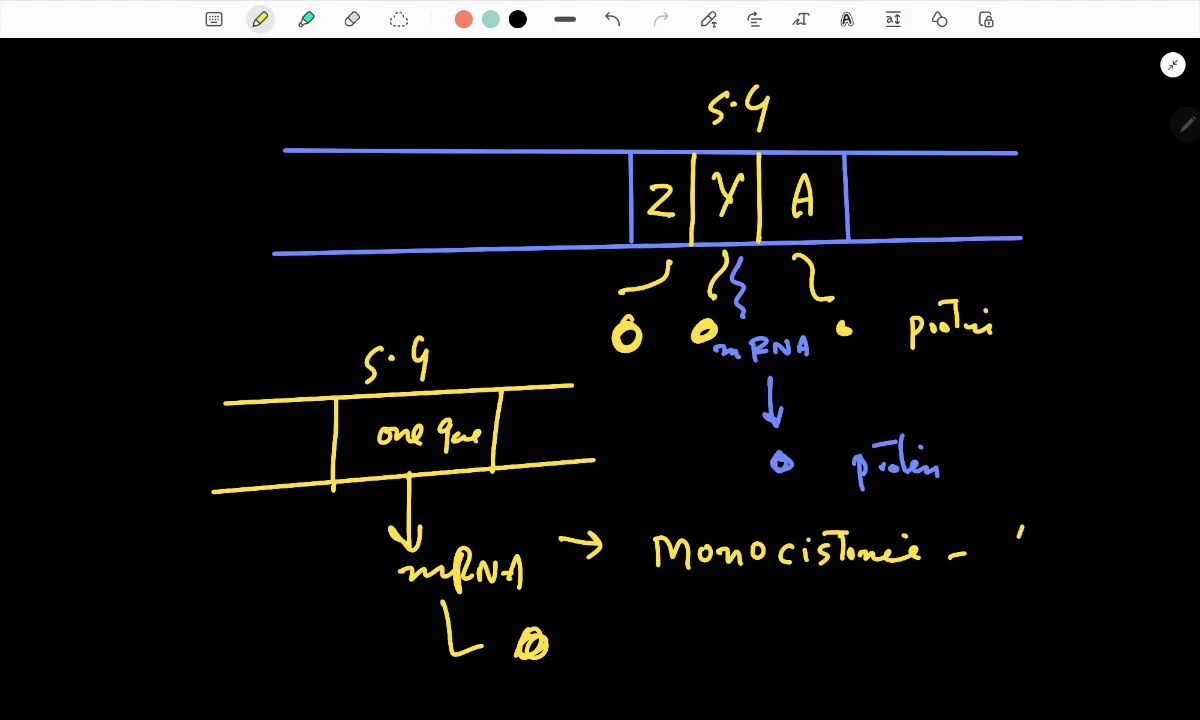 S.G
Z Y A
mRNA
protein
S.G
one gene
protein
mRNA → Monocistronic -